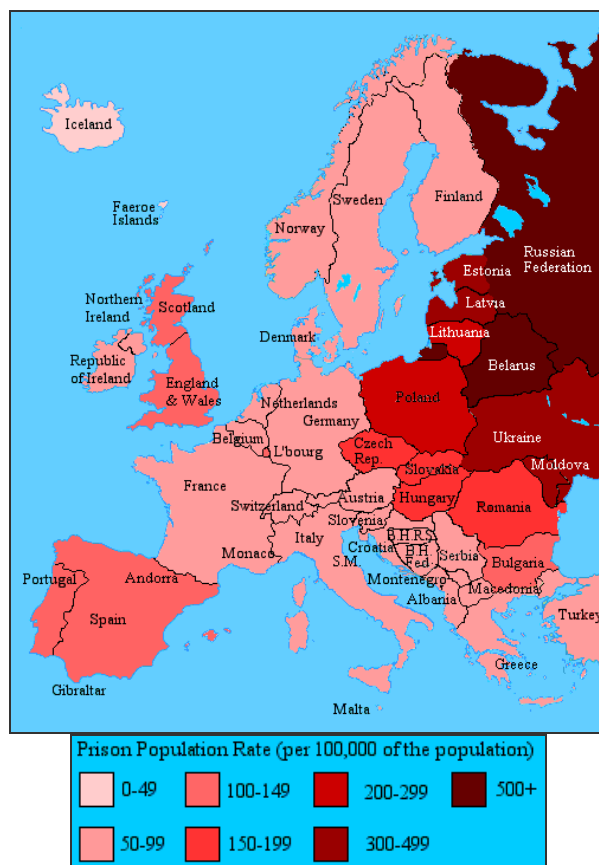 Iceland
Faeroe
Islands
Sweden
Finland
Norway
Russian
Federation
Estonia
Latvia
Northern
Ireland
Scotland
Denmark
Lithuania
Republic
of Ireland
England
& Wales
Belarus
Netherlands
Germany
Poland
Belgium
L'bourg
Czech
Rep.
Ukraine
Slovakia
Moldova
France
Switzerland
Austria
Hungary
Romania
Slovenia
Italy
Croatia
B H R S
B H
Fed.
Serbia
Monaco
S.M.
Bulgaria
Portugal
Andorra
Montenegro
Macedonia
Albania
Spain
Turkey
Greece
Gibraltar
Malta
Prison Population Rate (per 100,000 of the population)
0-49
100-149
200-299
500+
50-99
150-199
300-499